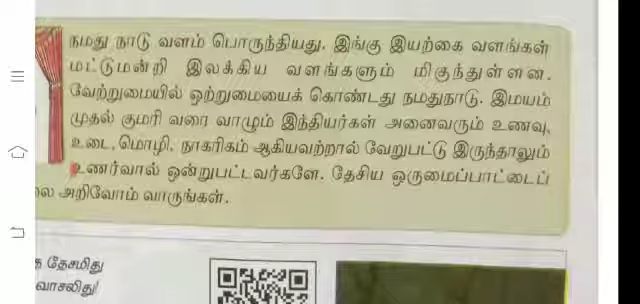 நமது நாடு வளம் பொருந்தியது. இங்கு இயற்கை வளங்கள்
மட்டுமன்றி இலக்கிய வளங்களும் மிகுந்துள்ளன.
வேற்றுமையில் ஒற்றுமையைக் கொண்டது நமதுநாடு. இமயம்
முதல் குமரி வரை வாழும் இந்தியர்கள் அனைவரும் உணவு,
உடை, மொழி, நாகரிகம் ஆகியவற்றால் வேறுபட்டு இருந்தாலும்
உணர்வால் ஒன்றுபட்டவர்களே. தேசிய ஒருமைப்பாட்டைப்
அறிவோம் வாருங்கள்.
தேசமிது
வாசலிது!